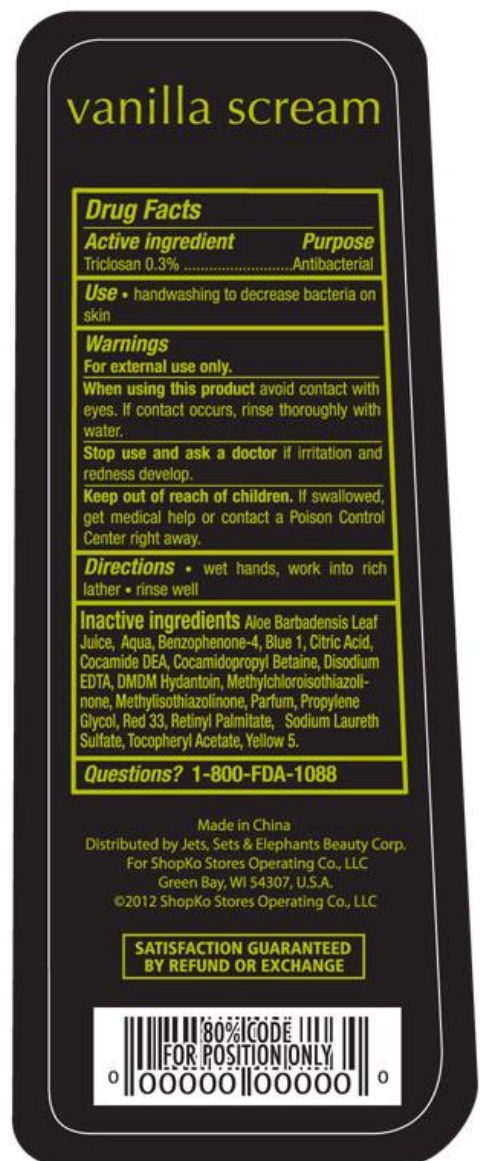 vanilla scream
Drug Facts
Active ingredient Purpose
Triclosan 0.3% ...........................Antibacterial
Use • handwashing to decrease bacteria on
skin
Warnings
For external use only.
When using this product avoid contact with
eyes. If contact occurs, rinse thoroughly with
water.
Stop use and ask a doctor if irritation and
redness develop.
Keep out of reach of children. If swallowed,
get medical help or contact a Poison Control
Center right away.
Directions • wet hands, work into rich
lather • rinse well
Inactive ingredients Aloe Barbadensis Leaf
Juice, Aqua, Benzophenone-4, Blue 1, Citric Acid,
Cocamide DEA, Cocamidopropyl Betaine, Disodium
EDTA, DMDM Hydantoin, Methylchloroisothiazoli-
none, Methylisothiazolinone, Parfum, Propylene
Glycol, Red 33, Retinyl Palmitate, Sodium Laureth
Sulfate, Tocopheryl Acetate, Yellow 5.
Questions? 1-800-FDA-1088
Made in China
Distributed by Jets, Sets & Elephants Beauty Corp.
For ShopKo Stores Operating Co., LLC
Green Bay, WI 54307, U.S.A.
©2012 ShopKo Stores Operating Co., LLC
SATISFACTION GUARANTEED
BY REFUND OR EXCHANGE
80% CODE
FOR POSITION ONLY
0 00000 00000 0